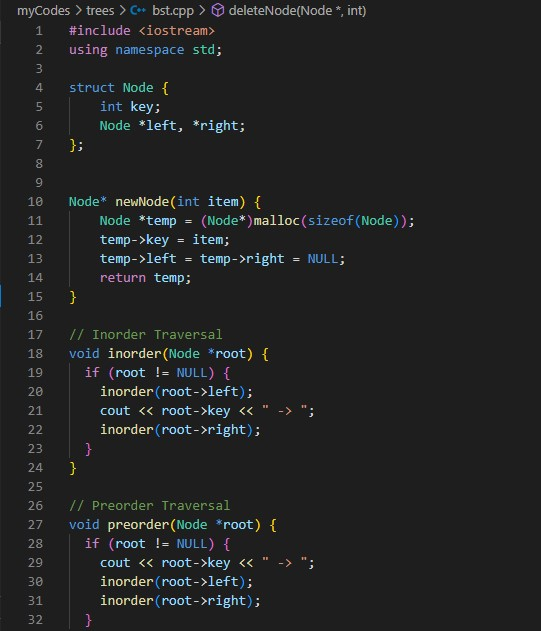 myCodes > trees > C++ bst.cpp > deleteNode(Node *, int)
1 #include <iostream>
2 using namespace std;
3
4 struct Node {
5     int key;
6     Node *left, *right;
7 };
8
9
10 Node* newNode(int item) {
11     Node *temp = (Node*)malloc(sizeof(Node));
12     temp->key = item;
13     temp->left = temp->right = NULL;
14     return temp;
15 }
16
17 // Inorder Traversal
18 void inorder(Node *root) {
19   if (root != NULL) {
20     inorder(root->left);
21     cout << root->key << " -> ";
22     inorder(root->right);
23   }
24 }
25
26 // Preorder Traversal
27 void preorder(Node *root) {
28   if (root != NULL) {
29     cout << root->key << " -> ";
30     inorder(root->left);
31     inorder(root->right);
32   }